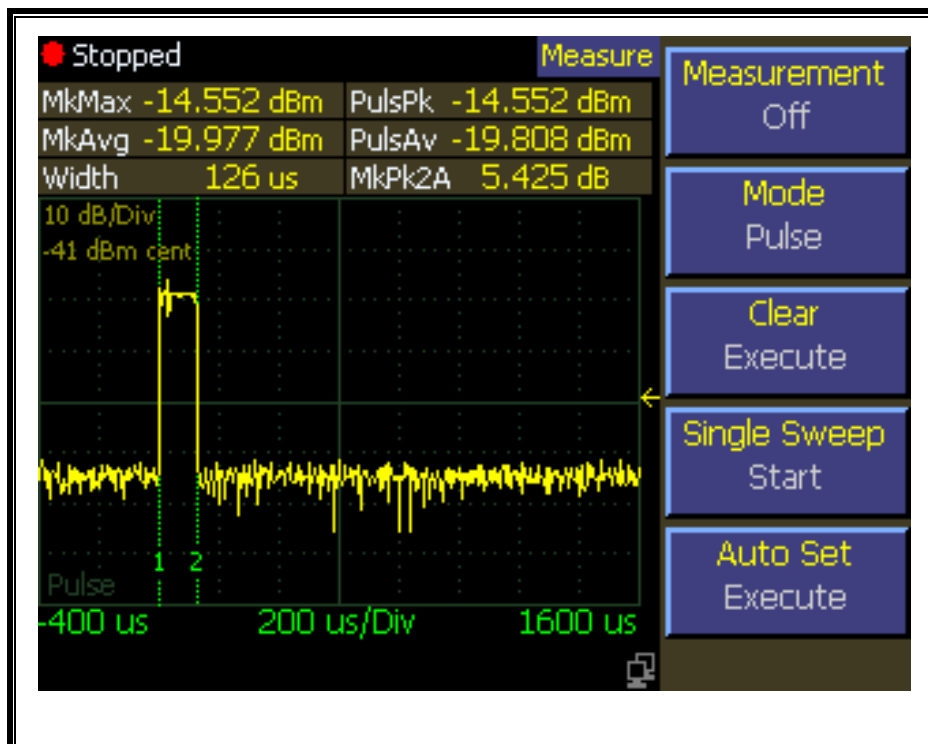 Stopped
Measure
MkMax -14.552 dBm PulsPk -14.552 dBm
MkAvg -19.977 dBm PulsAv -19.808 dBm
Width 126 us MkPk2A 5.425 dB
10 dB/Div
-41 dBm cent
1 2
Pulse
-400 us 200 us/Div 1600 us
Measurement
Off
Mode
Pulse
Clear
Execute
Single Sweep
Start
Auto Set
Execute